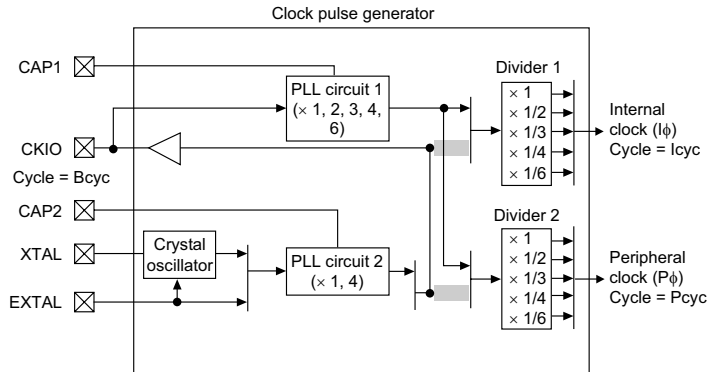 Clock pulse generator
CAP1
PLL circuit 1
(× 1, 2, 3, 4,
6)
Divider 1
× 1
× 1/2
× 1/3
× 1/4
× 1/6
Internal
clock (Iϕ)
Cycle = Icyc
CKIO
Cycle = Bcyc
CAP2
XTAL
Crystal
oscillator
EXTAL
PLL circuit 2
(× 1, 4)
Divider 2
× 1
× 1/2
× 1/3
× 1/4
× 1/6
Peripheral
clock (Pϕ)
Cycle = Pcyc